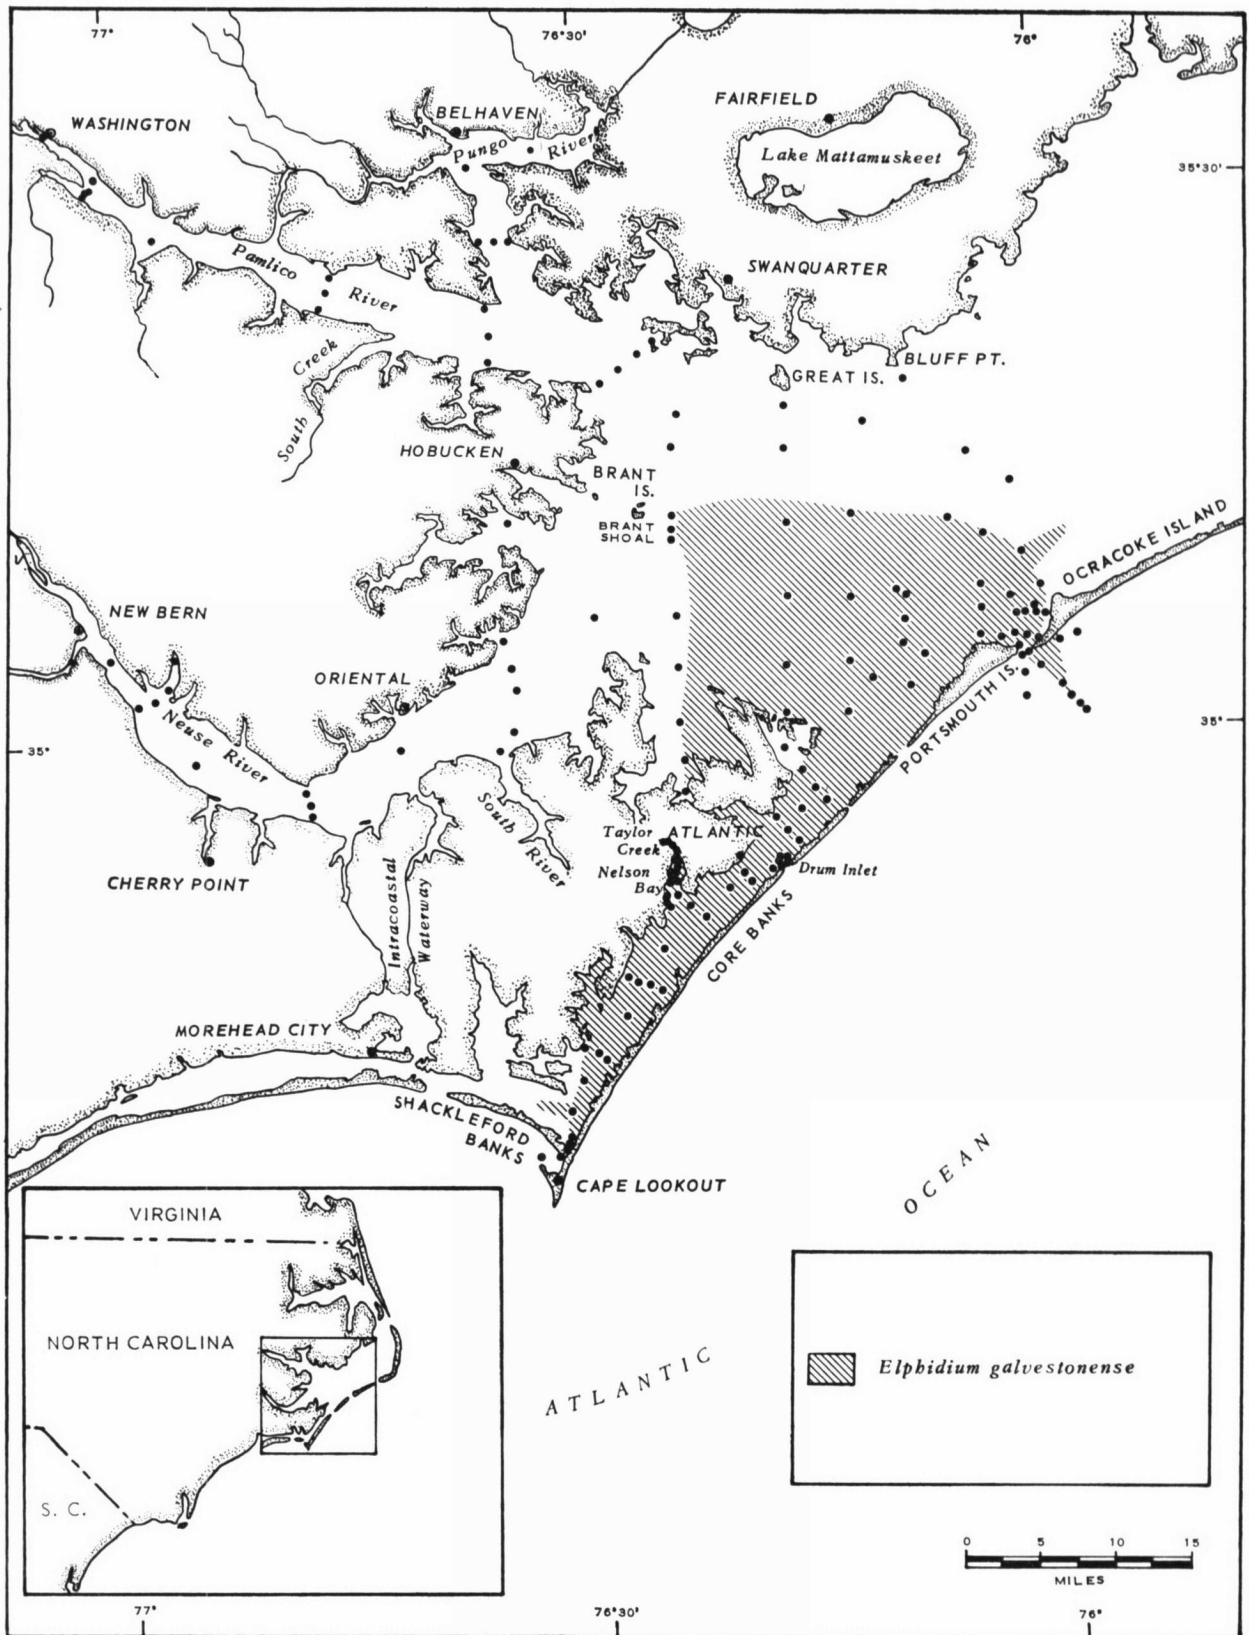 77°
76°30'
76°
WASHINGTON
BELHAVEN
Pungo River
FAIRFIELD
Lake Mattamuskeet
35°30'
Pamlico River
SWANQUARTER
South Creek
BLUFF PT.
GREAT IS.
HOBUCKEN
BRANT
IS.
BRANT
SHOAL
OCRACOKE ISLAND
NEW BERN
ORIENTAL
PORTSMOUTH IS.
Neuse River
35°
35°
South River
Taylor
Creek
ATLANTIC
Nelson
Bay
Drum Inlet
CHERRY POINT
Intracoastal
Waterway
CORE BANKS
MOREHEAD CITY
SHACKLEFORD
BANKS
CAPE LOOKOUT
ATLANTIC OCEAN
VIRGINIA
NORTH CAROLINA
S. C.
Elphidium galvestonense
0 5 10 15
MILES
77°
76°30'
76°